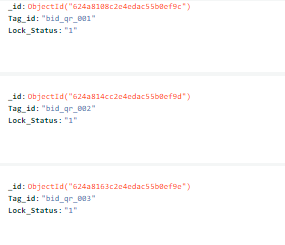 _id: ObjectId("624a8108c2e4edac55b0ef9c")
Tag_id: "bid_qr_001"
Lock_Status: "1"
_id: ObjectId("624a814cc2e4edac55b0ef9d")
Tag_id: "bid_qr_002"
Lock_Status: "1"
_id: ObjectId("624a8163c2e4edac55b0ef9e")
Tag_id: "bid_qr_003"
Lock_Status: "1"